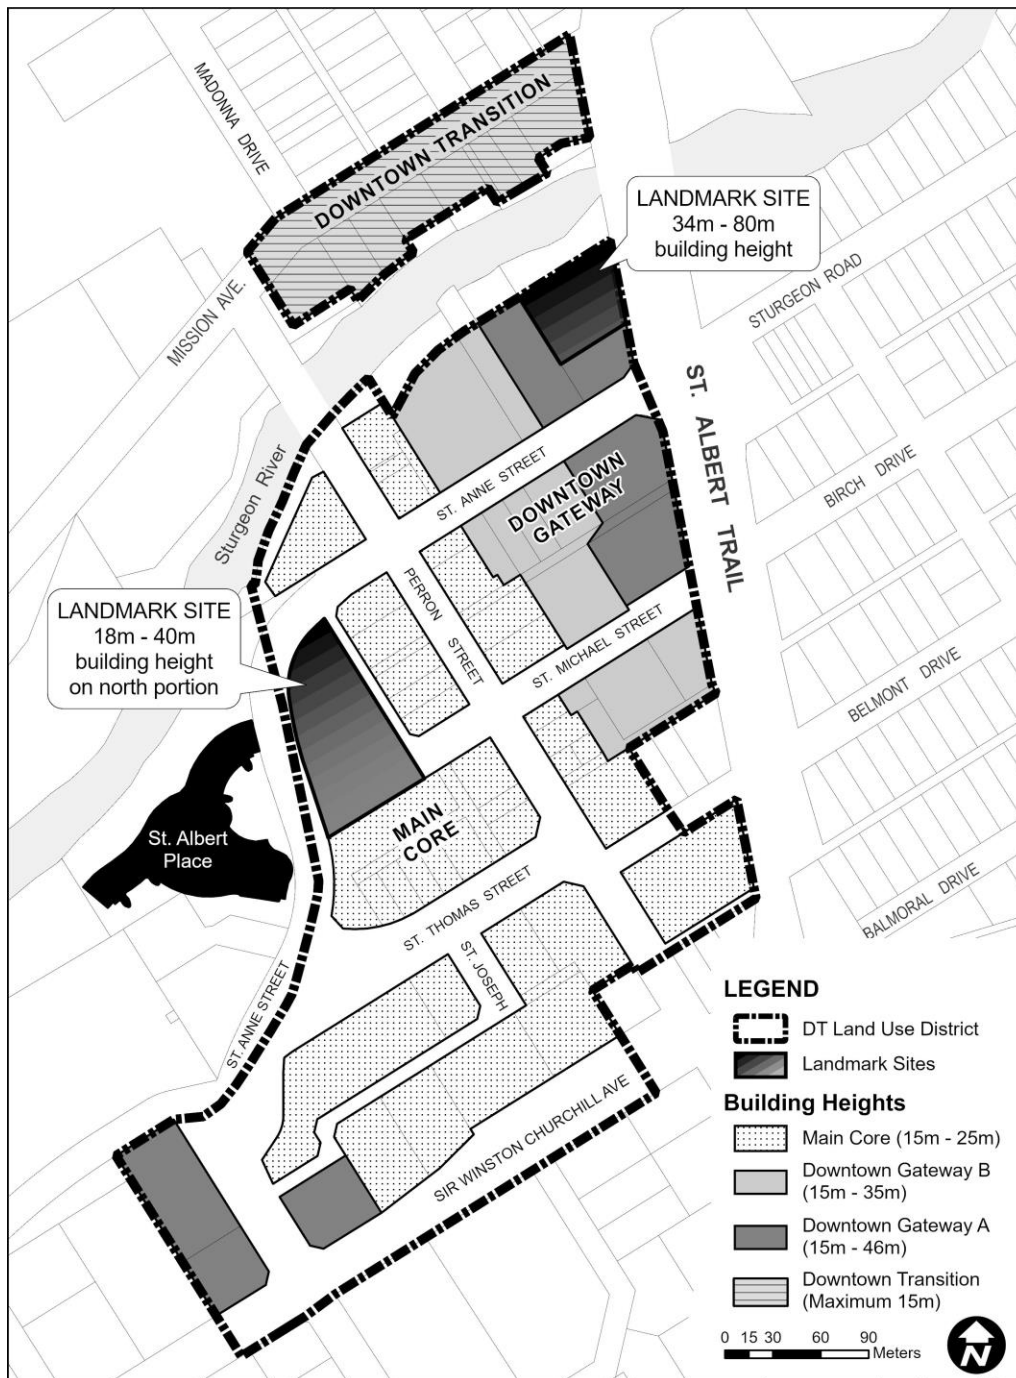 MADONNA DRIVE
DOWNTOWN TRANSITION
LANDMARK SITE
34m - 80m
building height
MISSION AVE.
STURGEON ROAD
Sturgeon River
ST. ANNE STREET
DOWNTOWN
GATEWAY
ST. ALBERT TRAIL
BIRCH DRIVE
LANDMARK SITE
18m - 40m
building height
on north portion
PERRON STREET
ST. MICHAEL STREET
BELMONT DRIVE
St. Albert
Place
MAIN
CORE
ST. THOMAS STREET
BALMORAL DRIVE
ST. JOSEPH
ST. ANNE STREET
SIR WINSTON CHURCHILL AVE
LEGEND
DT Land Use District
Landmark Sites
Building Heights
Main Core (15m - 25m)
Downtown Gateway B
(15m - 35m)
Downtown Gateway A
(15m - 46m)
Downtown Transition
(Maximum 15m)
0 15 30 60 90
Meters
N